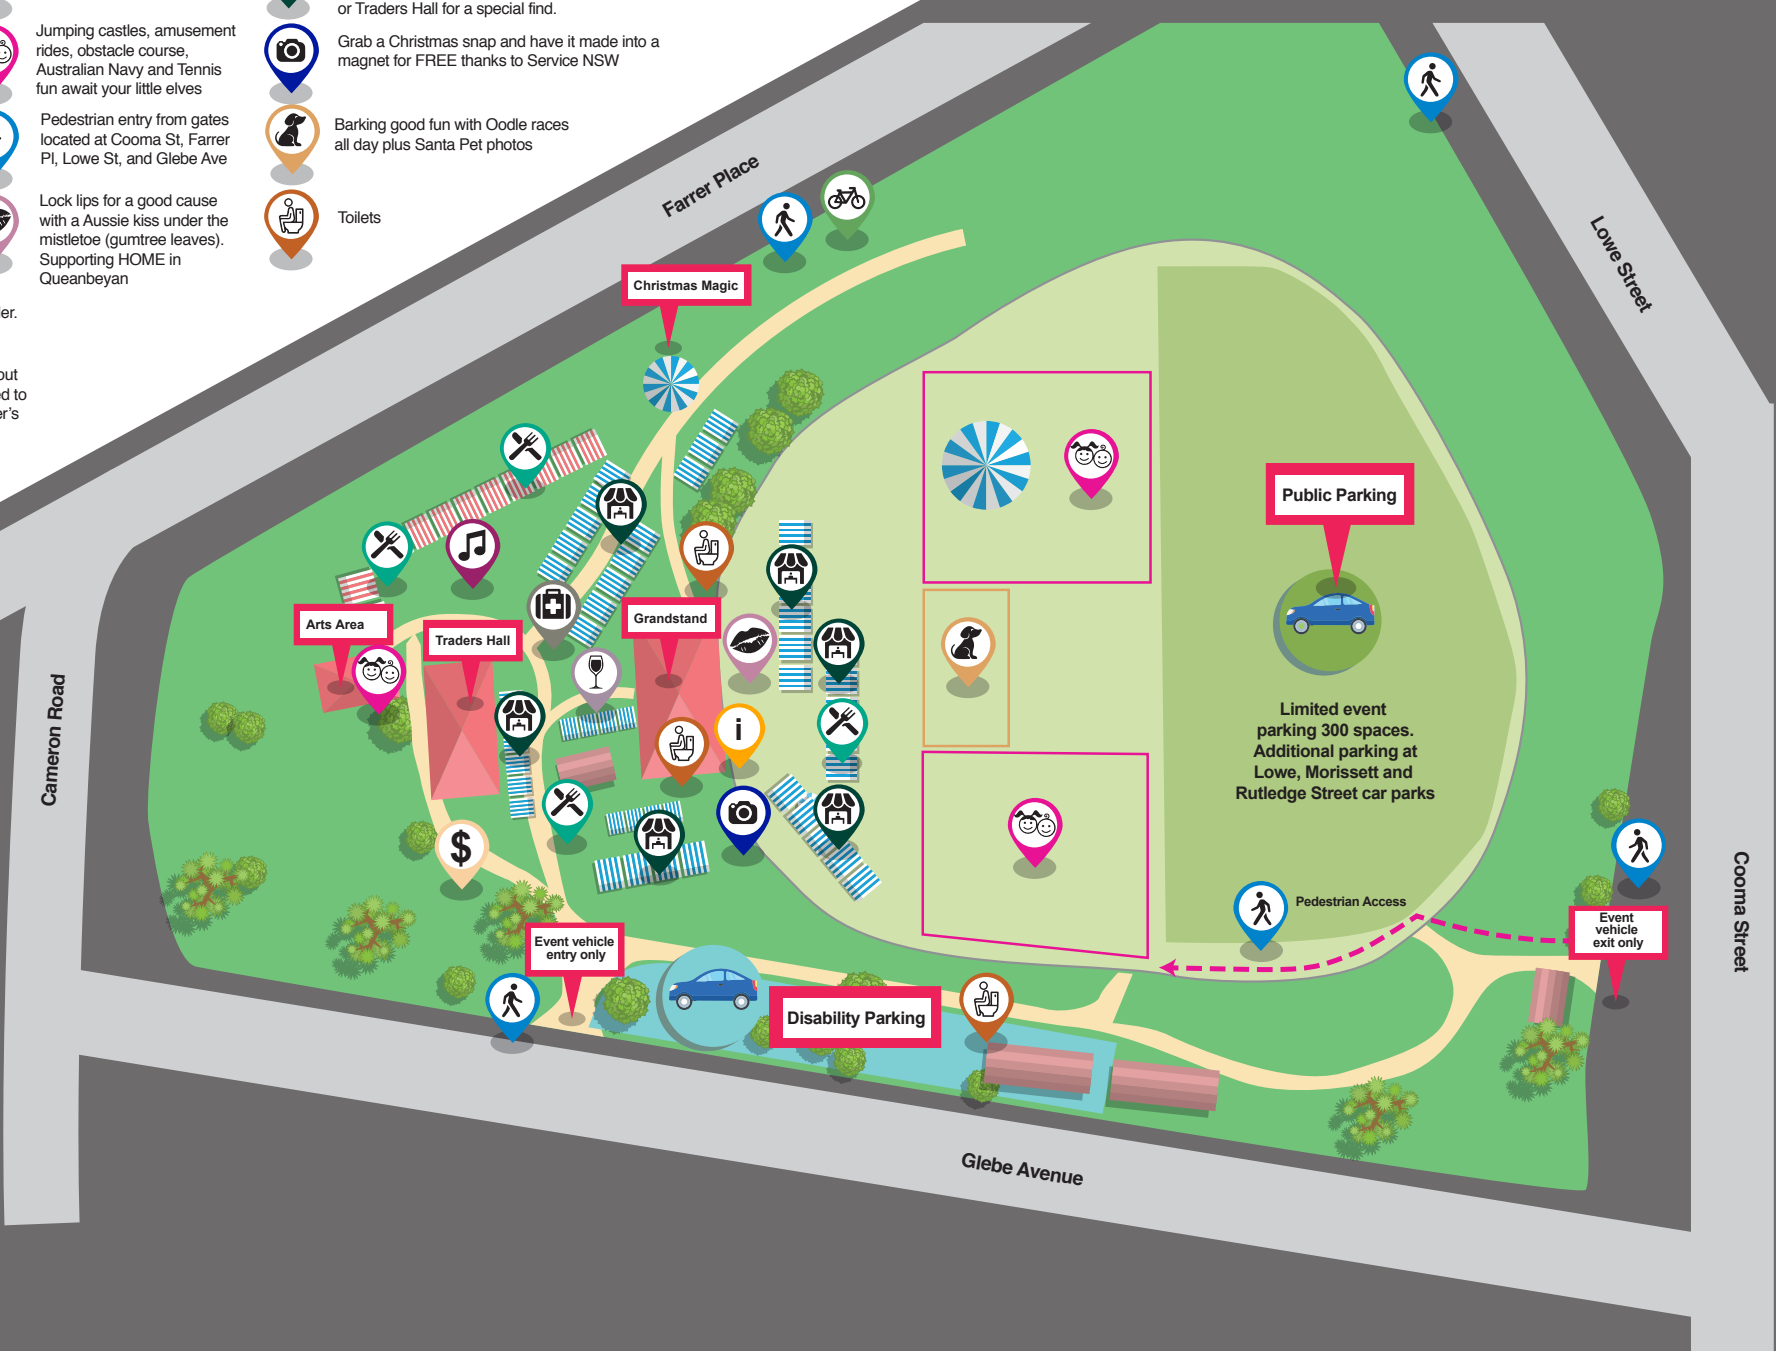 or Traders Hall for a special find.
Jumping castles, amusement
rides, obstacle course,
Australian Navy and Tennis
fun await your little elves
Grab a Christmas snap and have it made into a
magnet for FREE thanks to Service NSW
Pedestrian entry from gates
located at Cooma St, Farrer
Pl, Lowe St, and Glebe Ave
Barking good fun with Oodle races
all day plus Santa Pet photos
Lock lips for a good cause
with a Aussie kiss under the
mistletoe (gumtree leaves).
Supporting HOME in
Queanbeyan
Toilets
er.
out
ed to
er's
Farrer Place
Lowe Street
Christmas Magic
Public Parking
Arts Area
Traders Hall
Grandstand
Cameron Road
i
$
Limited event
parking 300 spaces.
Additional parking at
Lowe, Morissett and
Rutledge Street car parks
Pedestrian Access
Cooma Street
Event
vehicle
exit only
Event vehicle
entry only
Disability Parking
Glebe Avenue